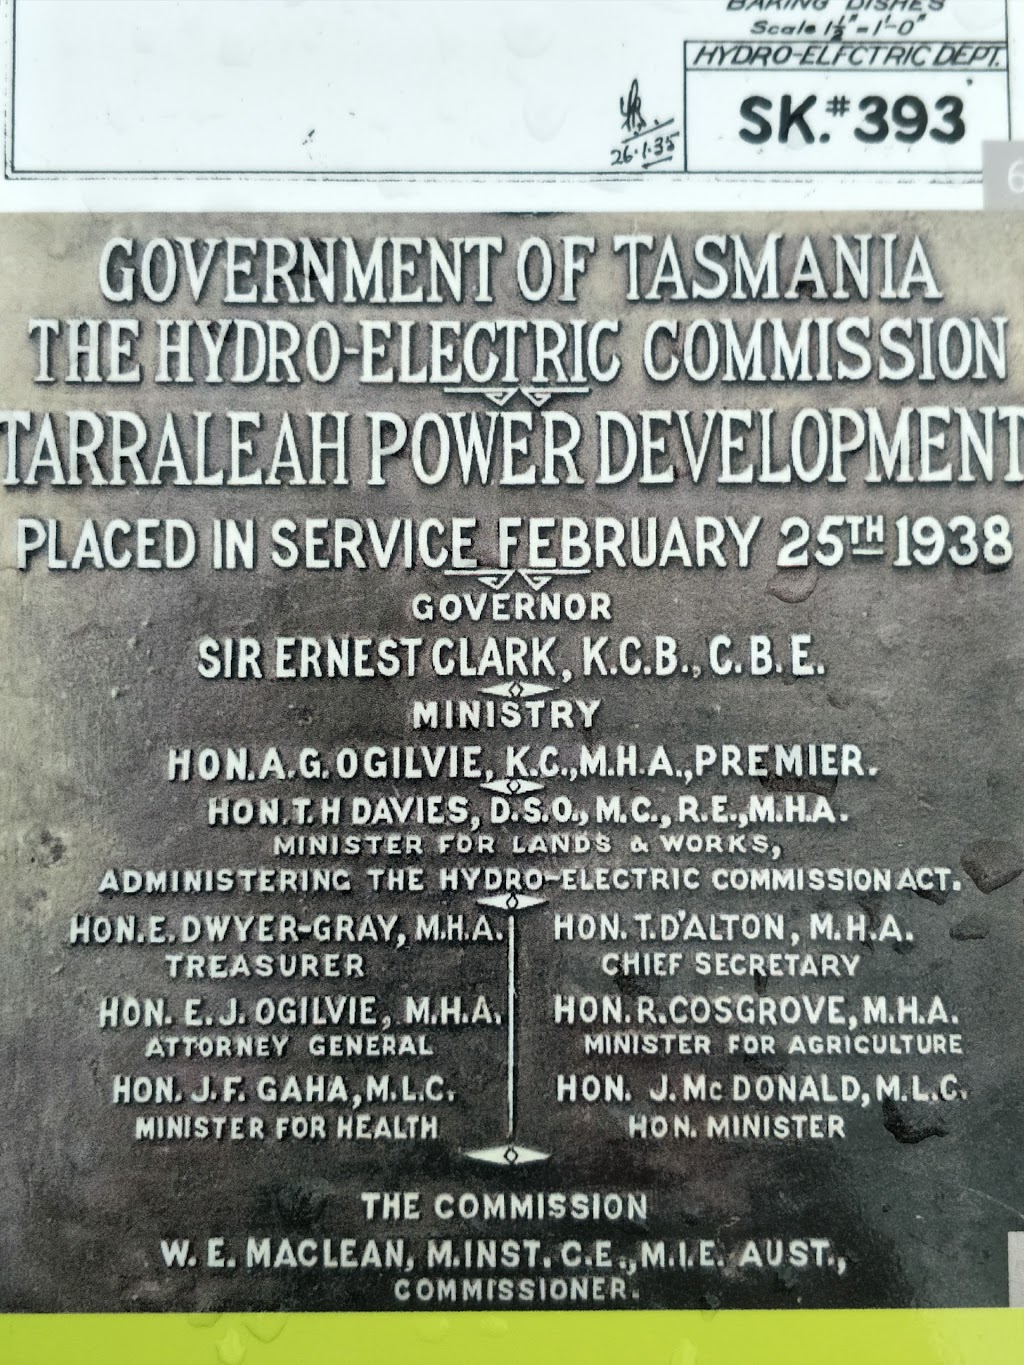 BAKING DISHES
Scale 1½"=1'-0"
HYDRO-ELECTRIC DEPT.
SK.#393
26·1·35
6
GOVERNMENT OF TASMANIA
THE HYDRO-ELECTRIC COMMISSION
TARRALEAH POWER DEVELOPMENT
PLACED IN SERVICE FEBRUARY 25TH 1938
GOVERNOR
SIR ERNEST CLARK, K.C.B., C.B.E.
MINISTRY
HON.A.G.OGILVIE, K.C.,M.H.A.,PREMIER.
HON.T.H DAVIES, D.S.O., M.C., R.E.,M.H.A.
MINISTER FOR LANDS & WORKS,
ADMINISTERING THE HYDRO-ELECTRIC COMMISSION ACT.
HON.E.DWYER-GRAY, M.H.A.
TREASURER
HON. E.J. OGILVIE, M.H.A.
ATTORNEY GENERAL
HON. J.F. GAHA,M.L.C.
MINISTER FOR HEALTH
HON. T.D'ALTON, M.H.A.
CHIEF SECRETARY
HON.R.COSGROVE,M.H.A.
MINISTER FOR AGRICULTURE
HON. J.McDONALD,M.L.C.
HON. MINISTER
THE COMMISSION
W. E. MACLEAN, M.INST. C.E.,M.I.E. AUST.,
COMMISSIONER.